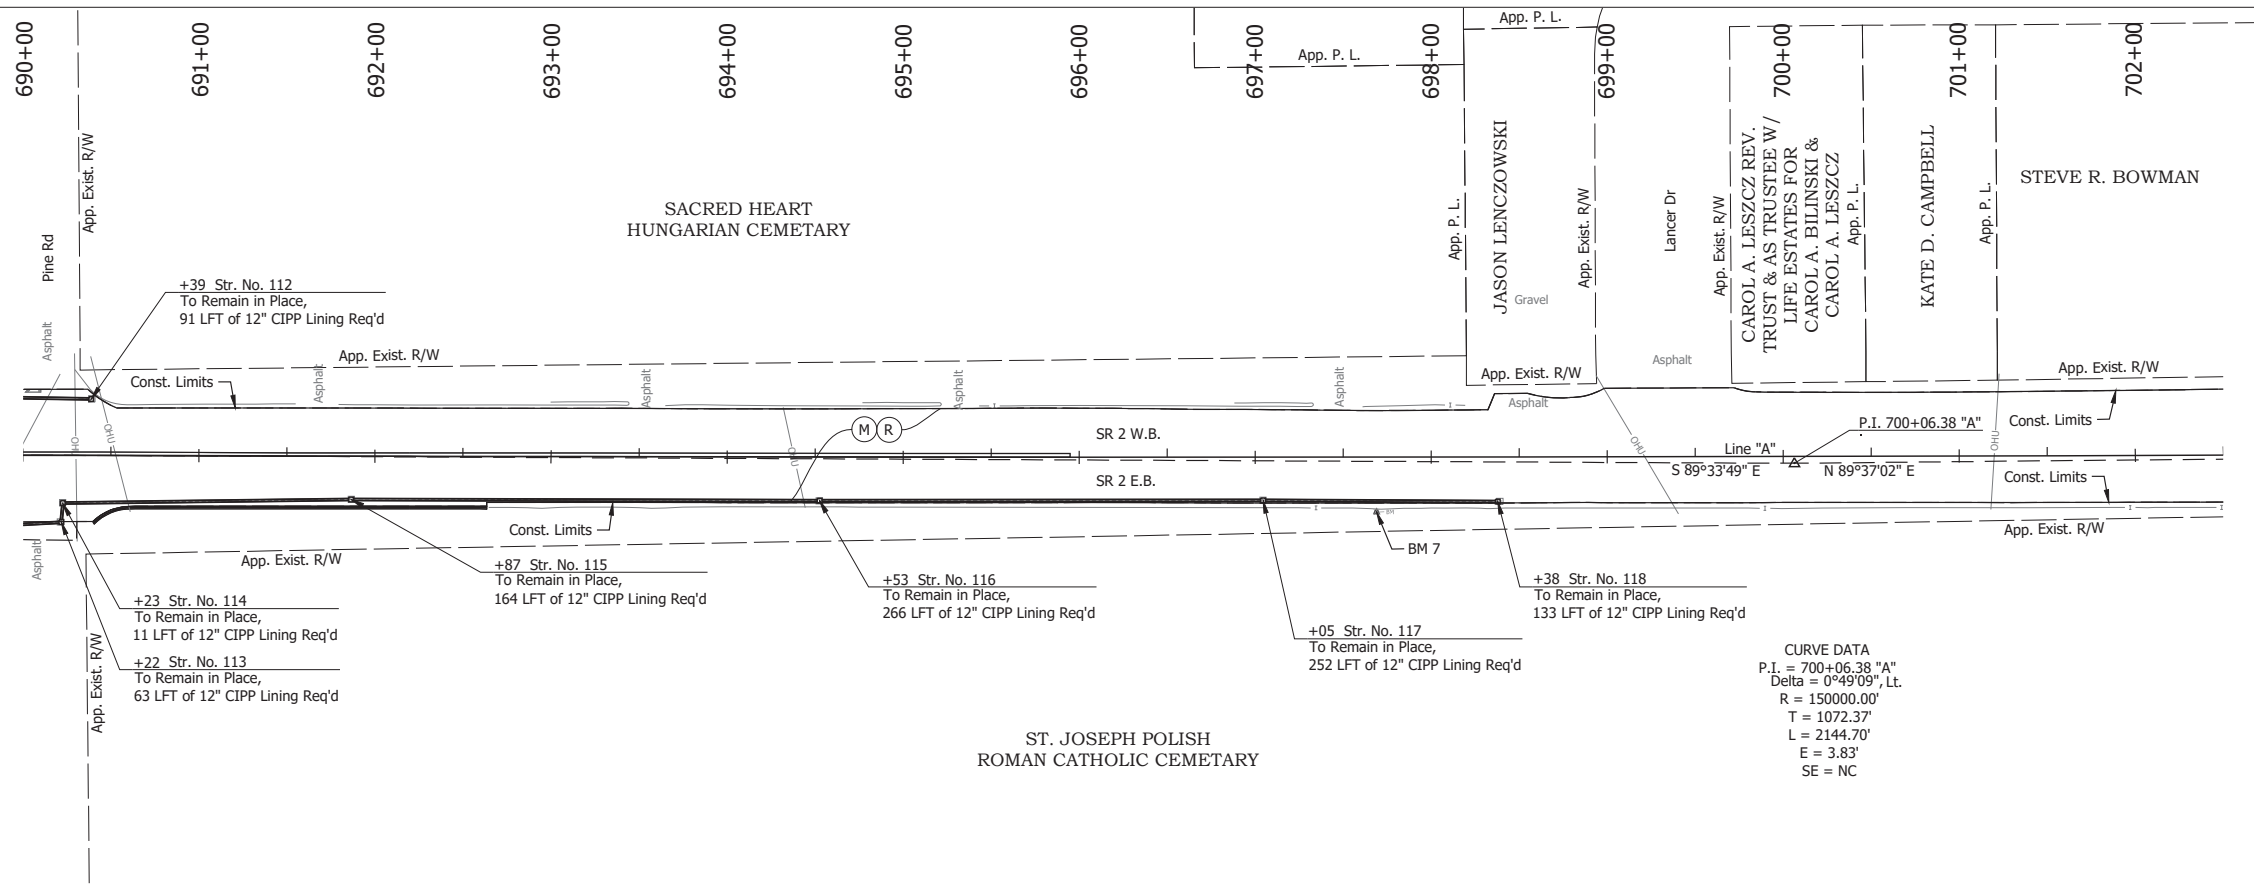 690+00
691+00
692+00
693+00
694+00
695+00
696+00
697+00
698+00
699+00
700+00
701+00
702+00
App. P. L.
App. P. L.
App. Exist. R/W
Pine Rd
Asphalt
SACRED HEART
HUNGARIAN CEMETARY
App. P. L.
JASON LENCZOWSKI
Gravel
App. Exist. R/W
Lancer Dr
App. Exist. R/W
CAROL A. LESZCZ REV.
TRUST & AS TRUSTEE W/
LIFE ESTATES FOR
CAROL A. BILINSKI &
CAROL A. LESZCZ
App. P. L.
KATE D. CAMPBELL
App. P. L.
STEVE R. BOWMAN
+39 Str. No. 112
To Remain in Place,
91 LFT of 12" CIPP Lining Req'd
App. Exist. R/W
App. Exist. R/W
Asphalt
App. Exist. R/W
Const. Limits
Asphalt
Asphalt
Asphalt
Asphalt
Asphalt
I
I
Const. Limits
M
R
SR 2 W.B.
P.I. 700+06.38 "A"
OHU
OHU
OHU
OHU
OHU
Line "A"
S 89°33'49" E
N 89°37'02" E
SR 2 E.B.
Const. Limits
Const. Limits
I
BM
I
I
I
App. Exist. R/W
App. Exist. R/W
Asphalt
BM 7
+87 Str. No. 115
To Remain in Place,
164 LFT of 12" CIPP Lining Req'd
+53 Str. No. 116
To Remain in Place,
266 LFT of 12" CIPP Lining Req'd
+38 Str. No. 118
To Remain in Place,
133 LFT of 12" CIPP Lining Req'd
+23 Str. No. 114
To Remain in Place,
11 LFT of 12" CIPP Lining Req'd
+05 Str. No. 117
To Remain in Place,
252 LFT of 12" CIPP Lining Req'd
+22 Str. No. 113
To Remain in Place,
63 LFT of 12" CIPP Lining Req'd
App. Exist. R/W
CURVE DATA
P.I. = 700+06.38 "A"
Delta = 0°49'09", Lt.
R = 150000.00'
T = 1072.37'
L = 2144.70'
E = 3.83'
SE = NC
ST. JOSEPH POLISH
ROMAN CATHOLIC CEMETARY